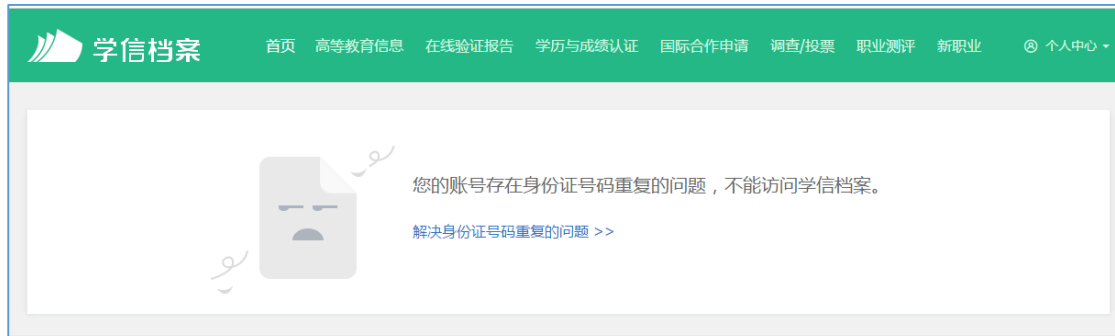 学信档案 首页 高等教育信息 在线验证报告 学历与成绩认证 国际合作申请 调查/投票 职业测评 新职业 个人中心
您的账号存在身份证号码重复的问题，不能访问学信档案。
解决身份证号码重复的问题 >>